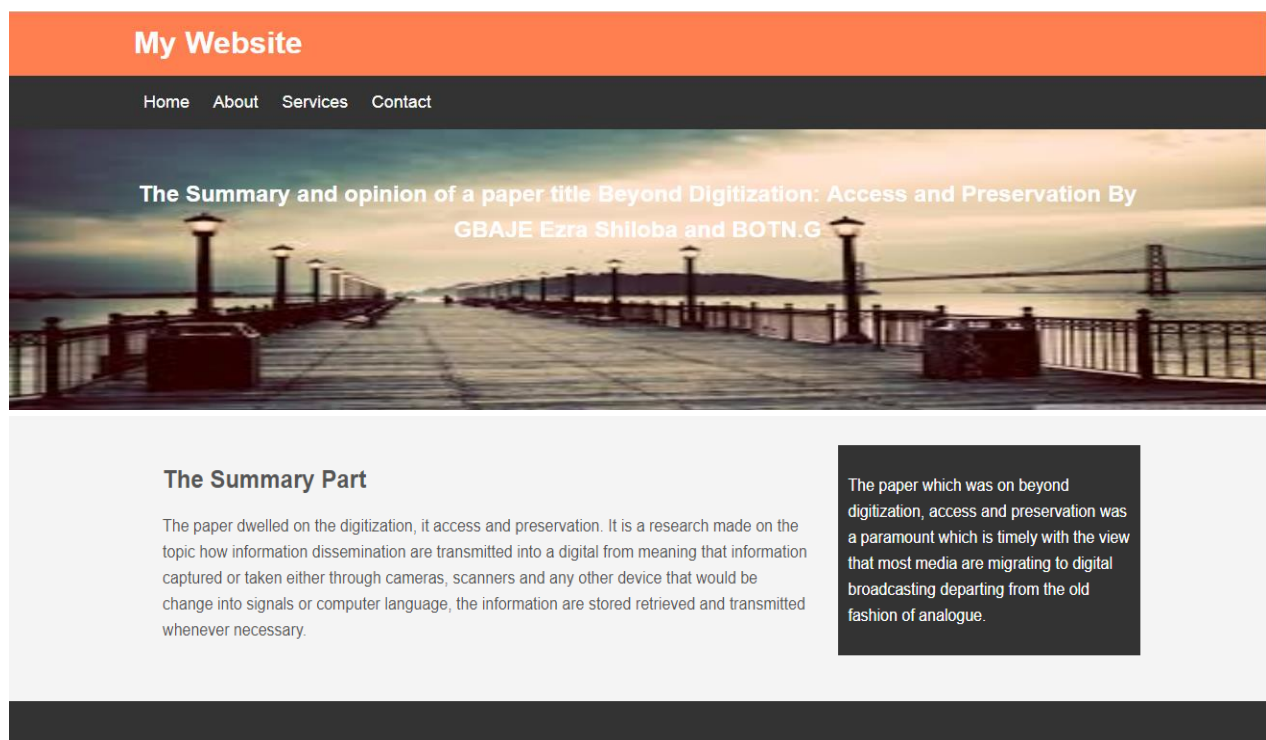 My Website
Home About Services Contact
The Summary and opinion of a paper title Beyond Digitization: Access and Preservation By
GBAJE Ezra Shiloba and BOTN.G
The Summary Part
The paper dwelled on the digitization, it access and preservation. It is a research made on the
topic how information dissemination are transmitted into a digital from meaning that information
captured or taken either through cameras, scanners and any other device that would be
change into signals or computer language, the information are stored retrieved and transmitted
whenever necessary.
The paper which was on beyond
digitization, access and preservation was
a paramount which is timely with the view
that most media are migrating to digital
broadcasting departing from the old
fashion of analogue.